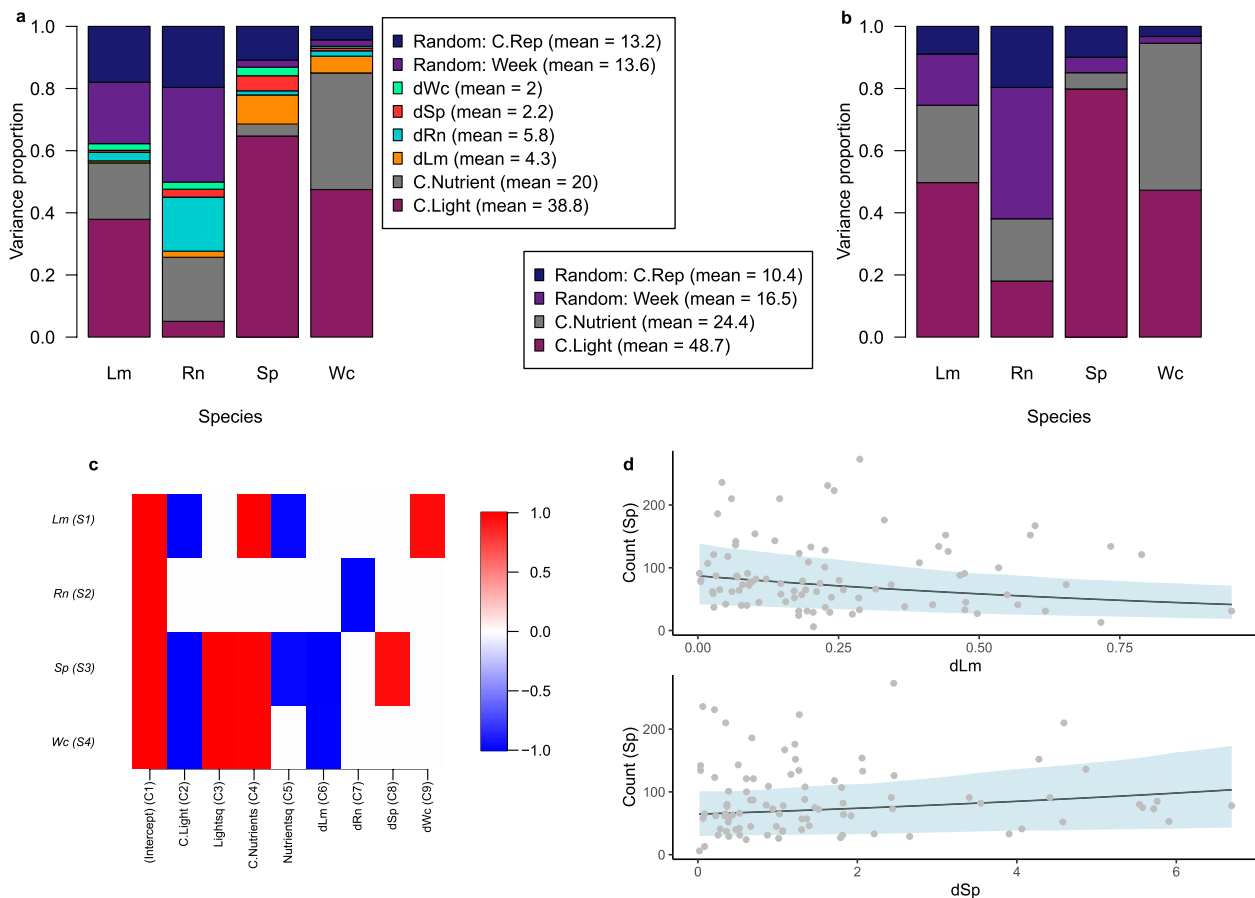 a
1.0
0.8
0.6
0.4
0.2
0.0
Variance proportion
Lm Rn Sp Wc
Species
Random: C.Rep (mean = 13.2)
Random: Week (mean = 13.6)
dWc (mean = 2)
dSp (mean = 2.2)
dRn (mean = 5.8)
dLm (mean = 4.3)
C.Nutrient (mean = 20)
C.Light (mean = 38.8)
b
1.0
0.8
0.6
0.4
0.2
0.0
Variance proportion
Lm Rn Sp Wc
Species
Random: C.Rep (mean = 10.4)
Random: Week (mean = 16.5)
C.Nutrient (mean = 24.4)
C.Light (mean = 48.7)
c
Lm (S1)
Rn (S2)
Sp (S3)
Wc (S4)
(Intercept) (C1)
C.Light (C2)
Lightsq (C3)
C.Nutrients (C4)
Nutrientsq (C5)
dLm (C6)
dRn (C7)
dSp (C8)
dWc (C9)
1.0
0.5
0.0
−0.5
−1.0
d
Count (Sp)
200
100
0
0.00 0.25 0.50 0.75
dLm
Count (Sp)
200
100
0
0 2 4 6
dSp